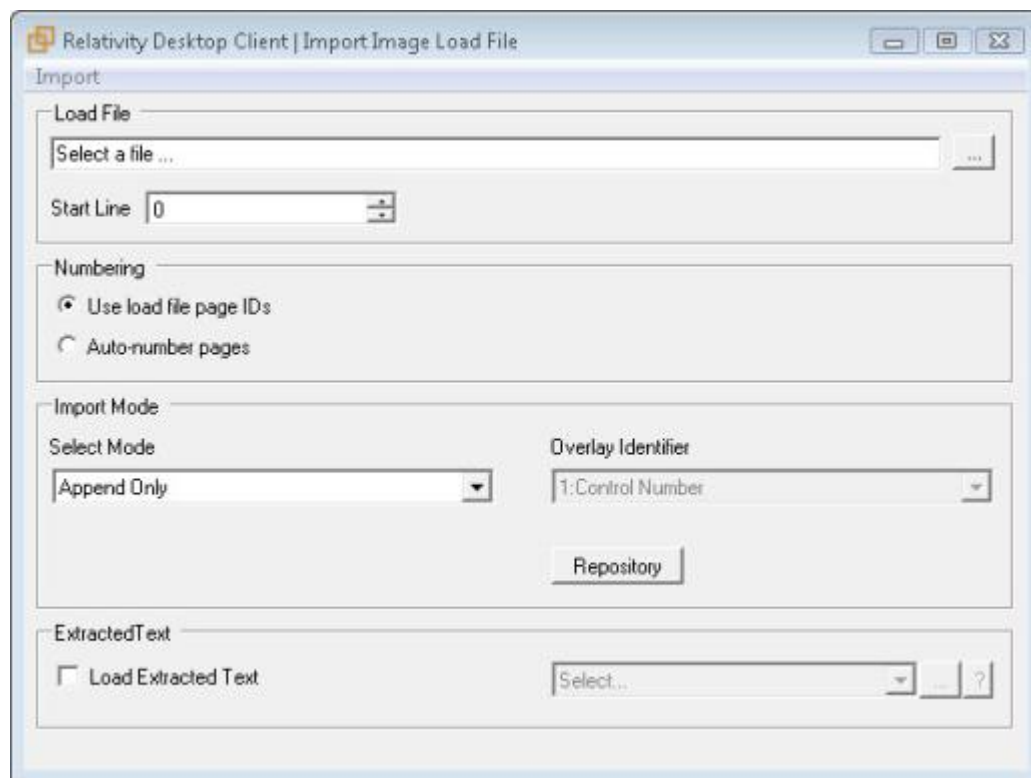 Relativity Desktop Client | Import Image Load File
Import
Load File
Select a file ...
...
Start Line 0
Numbering
Use load file page IDs
Auto-number pages
Import Mode
Select Mode Overlay Identifier
Append Only 1:Control Number
Repository
ExtractedText
Load Extracted Text Select... ... ?